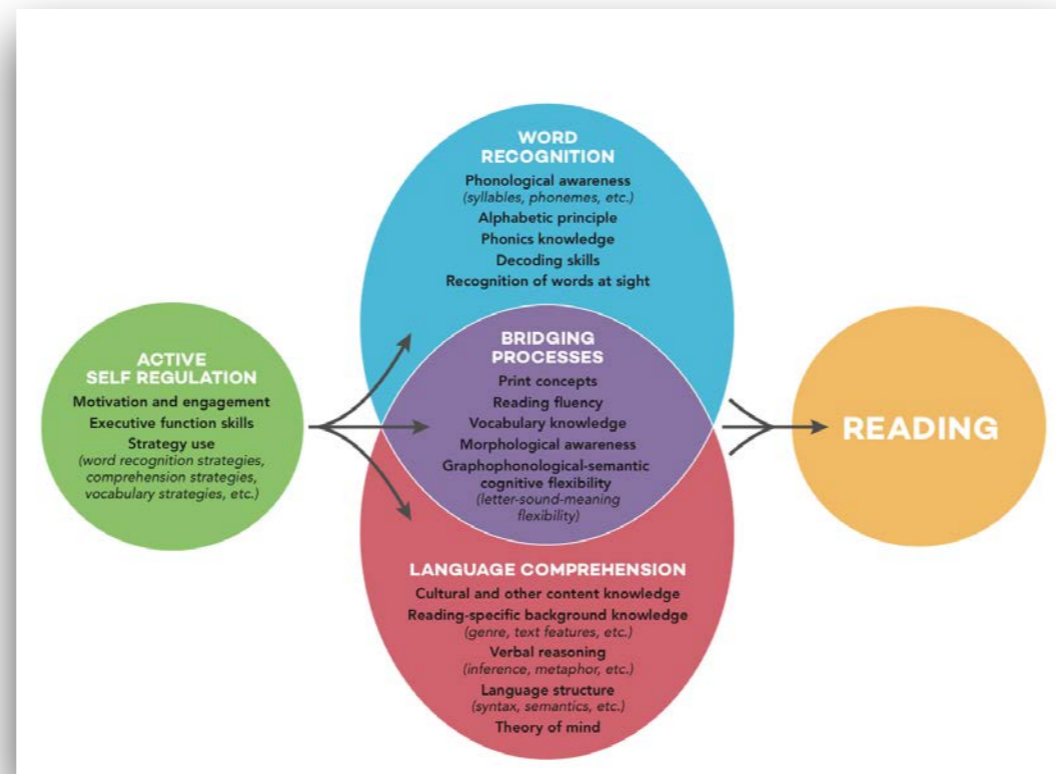 WORD
RECOGNITION
Phonological awareness
(syllables, phonemes, etc.)
Alphabetic principle
Phonics knowledge
Decoding skills
Recognition of words at sight
ACTIVE
SELF REGULATION
Motivation and engagement
Executive function skills
Strategy use
(word recognition strategies,
comprehension strategies,
vocabulary strategies, etc.)
BRIDGING
PROCESSES
Print concepts
Reading fluency
Vocabulary knowledge
Morphological awareness
Graphophonological-semantic
cognitive flexibility
(letter-sound-meaning
flexibility)
LANGUAGE COMPREHENSION
Cultural and other content knowledge
Reading-specific background knowledge
(genre, text features, etc.)
Verbal reasoning
(inference, metaphor, etc.)
Language structure
(syntax, semantics, etc.)
Theory of mind
READING